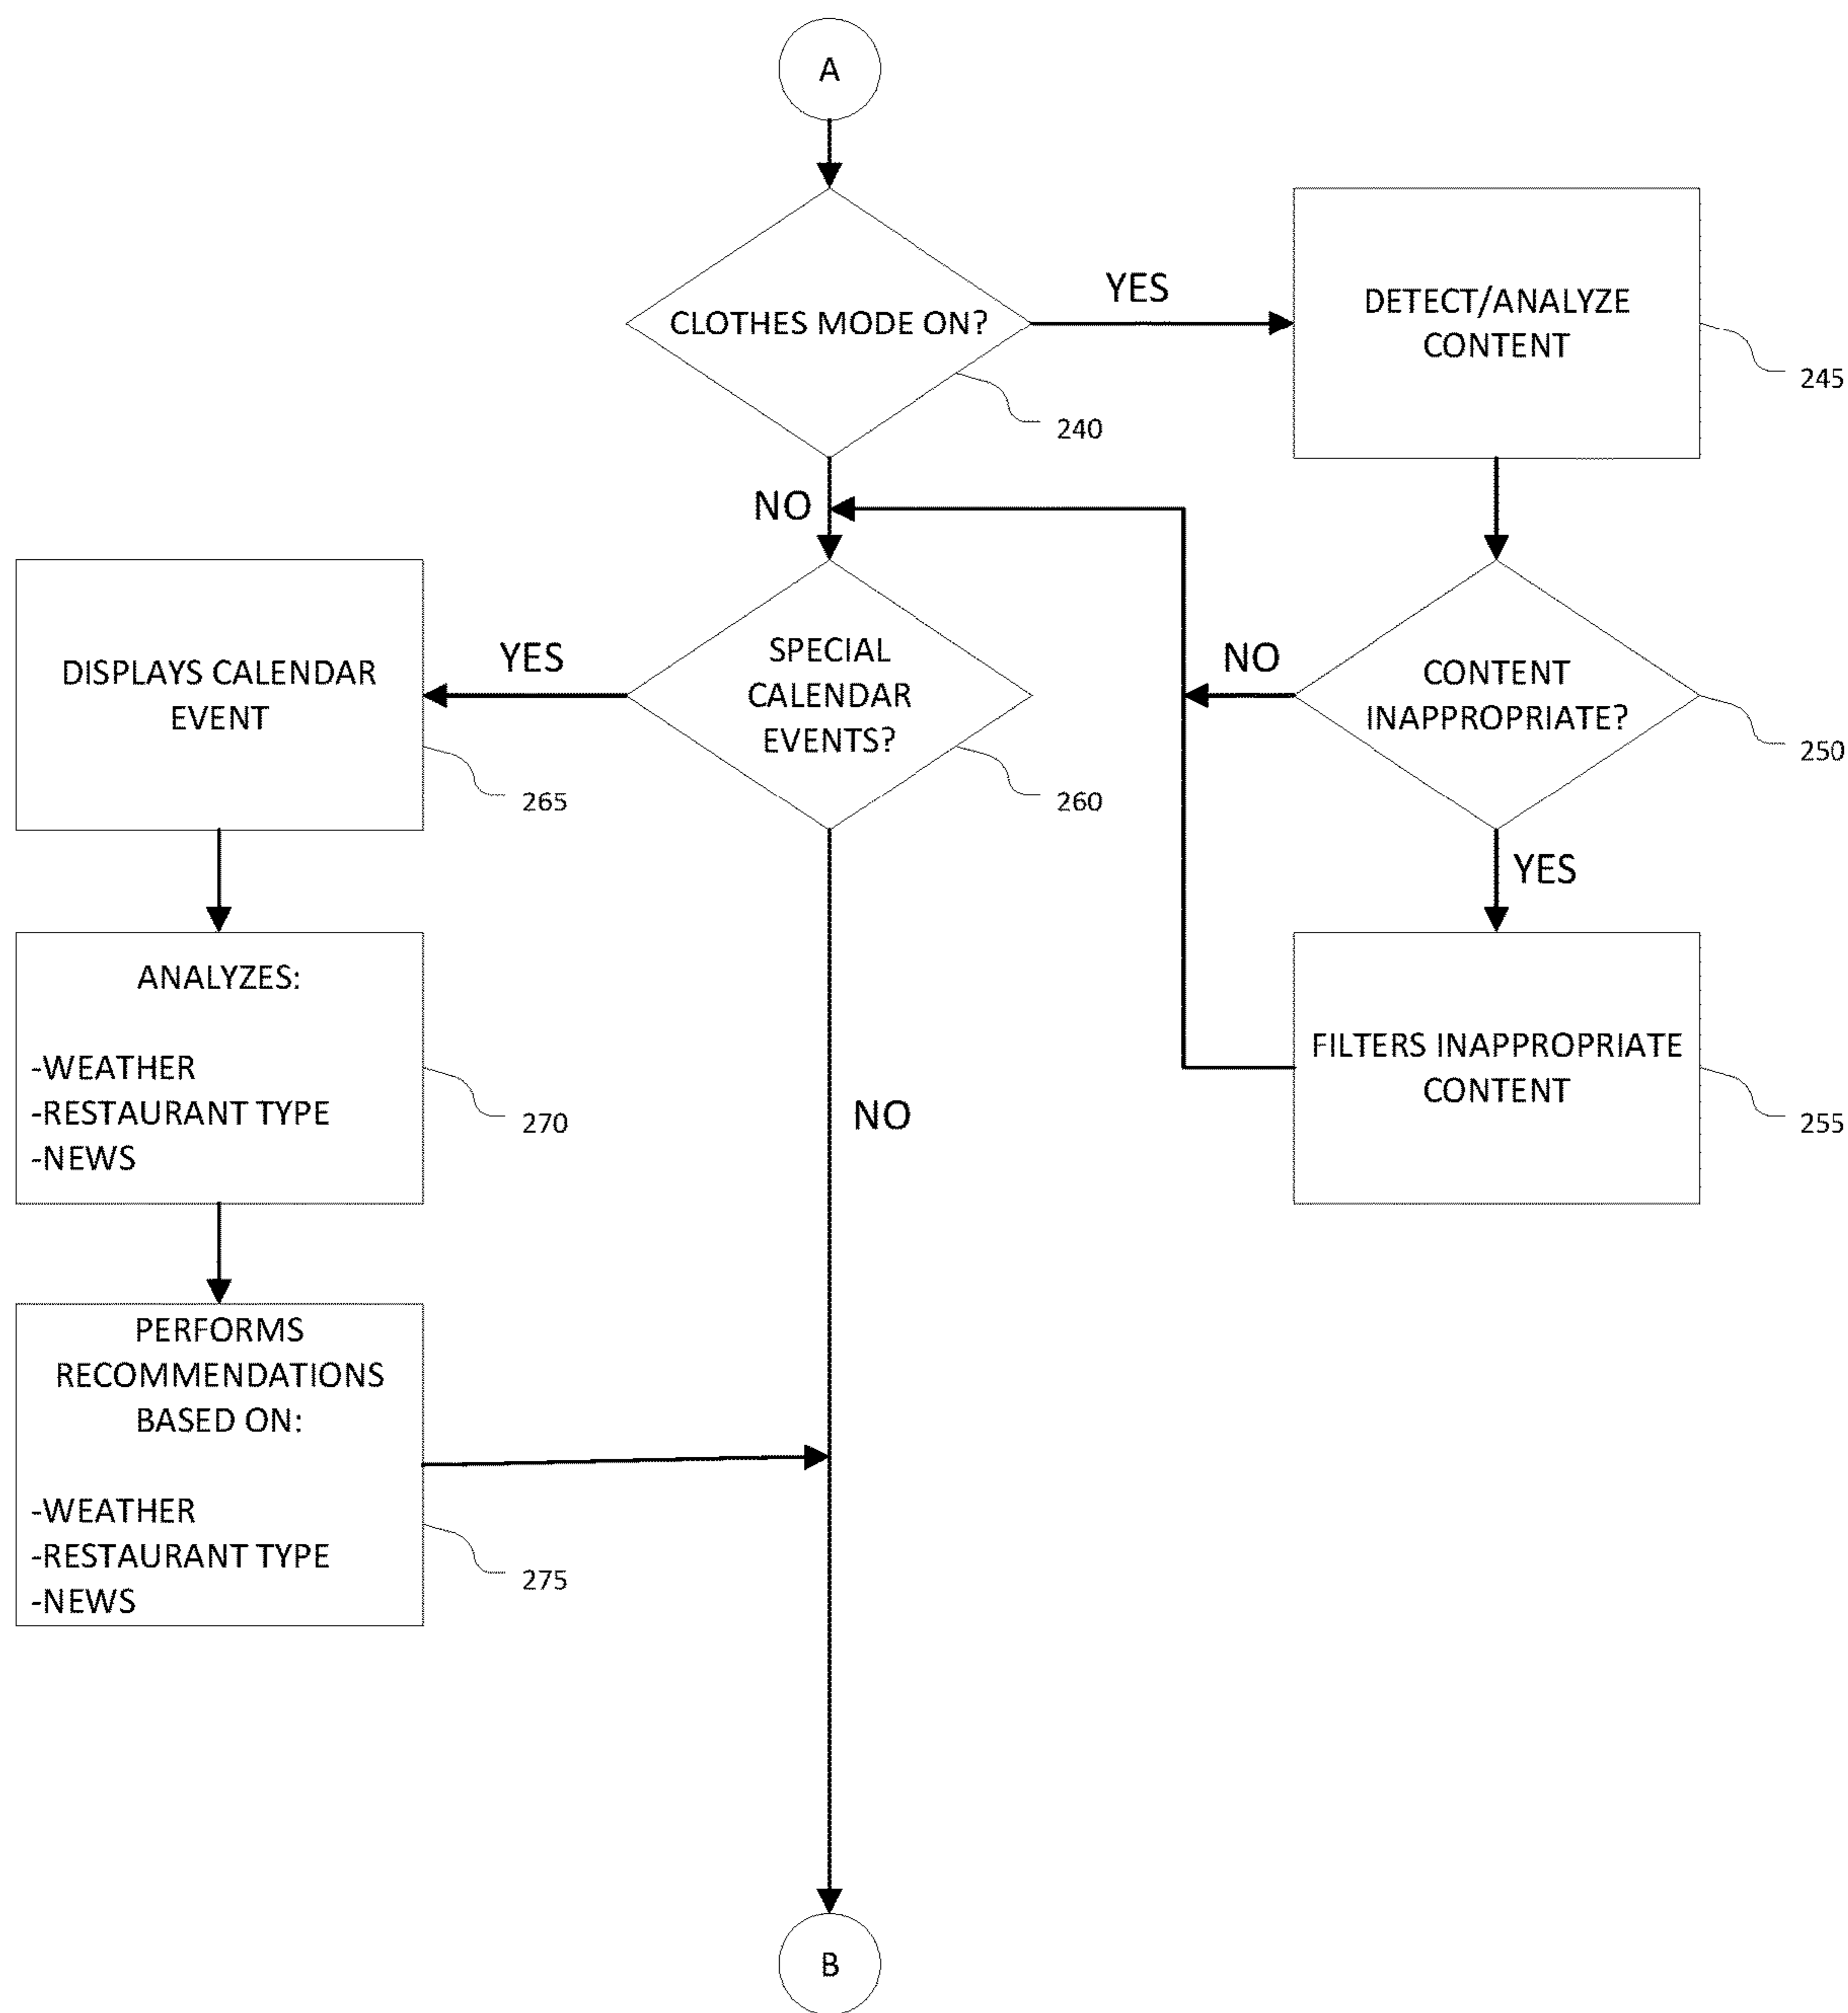 A
CLOTHES MODE ON?
240
YES
DETECT/ANALYZE
CONTENT
245
NO
SPECIAL
CALENDAR
EVENTS?
260
NO
CONTENT
INAPPROPRIATE?
250
YES
FILTERS INAPPROPRIATE
CONTENT
255
YES
DISPLAYS CALENDAR
EVENT
265
ANALYZES:
-WEATHER
-RESTAURANT TYPE
-NEWS
270
PERFORMS
RECOMMENDATIONS
BASED ON:
-WEATHER
-RESTAURANT TYPE
-NEWS
275
NO
B